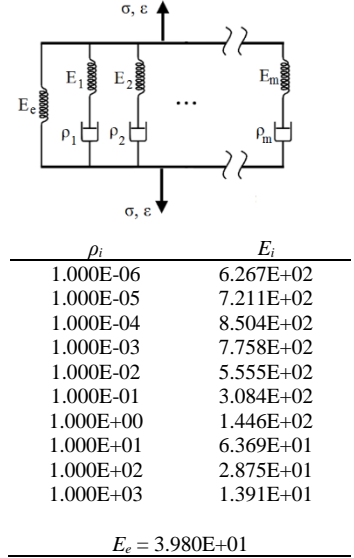 σ, ε
E₁ E₂ Eₘ
Eₑ ...
ρ₁ ρ₂ ρₘ
σ, ε
ρᵢ Eᵢ
1.000E-06 6.267E+02
1.000E-05 7.211E+02
1.000E-04 8.504E+02
1.000E-03 7.758E+02
1.000E-02 5.555E+02
1.000E-01 3.084E+02
1.000E+00 1.446E+02
1.000E+01 6.369E+01
1.000E+02 2.875E+01
1.000E+03 1.391E+01
Eₑ = 3.980E+01